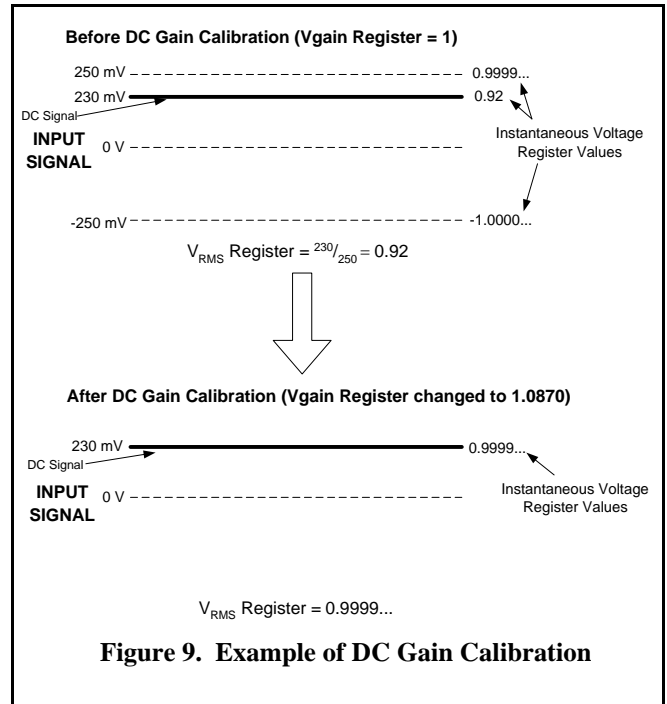 Before DC Gain Calibration (Vgain Register = 1)
250 mV 0.9999...
230 mV 0.92
DC Signal
INPUT SIGNAL
0 V
Instantaneous Voltage
Register Values
-250 mV -1.0000...
VRMS Register = 230/250 = 0.92
After DC Gain Calibration (Vgain Register changed to 1.0870)
230 mV 0.9999...
DC Signal
INPUT SIGNAL
0 V
Instantaneous Voltage
Register Values
VRMS Register = 0.9999...
Figure 9. Example of DC Gain Calibration